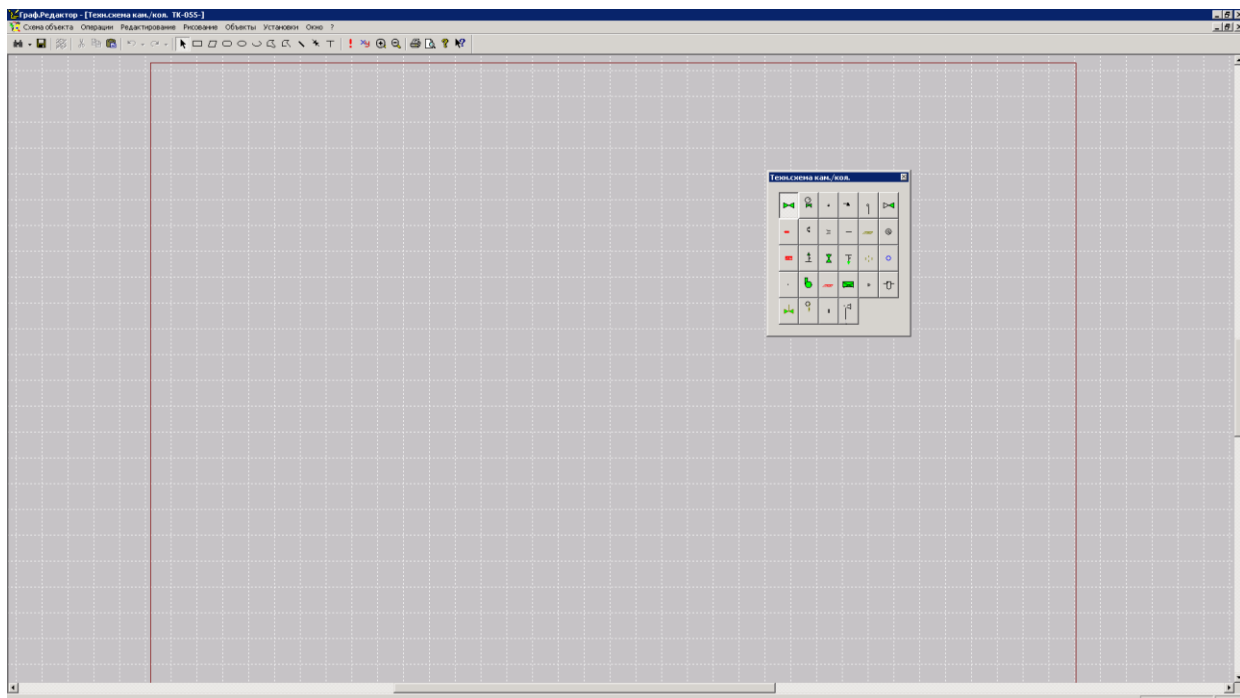 Граф.Редактор - [Техн.схема кам./кол. ТК-055-]
Схема объекта Операции Редактирование Рисование Объекты Установки Окно ?
Техн.схема кам./кол.